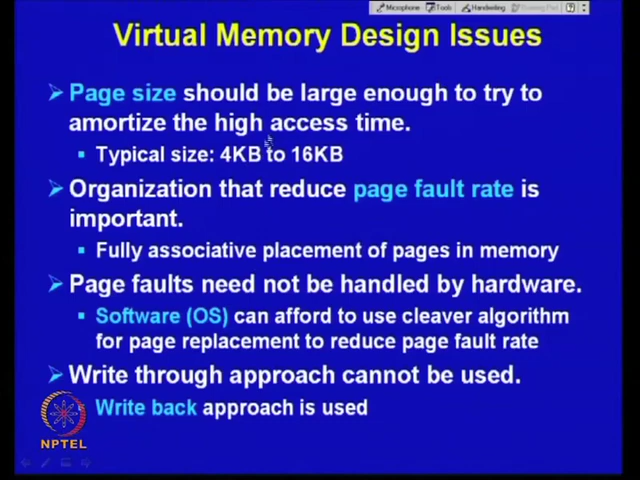 Microphone Tools Handwriting
Virtual Memory Design Issues
Page size should be large enough to try to
amortize the high access time.
Typical size: 4KB to 16KB
Organization that reduce page fault rate is
important.
Fully associative placement of pages in memory
Page faults need not be handled by hardware.
Software (OS) can afford to use cleaver algorithm
for page replacement to reduce page fault rate
Write through approach cannot be used.
Write back approach is used
NPTEL